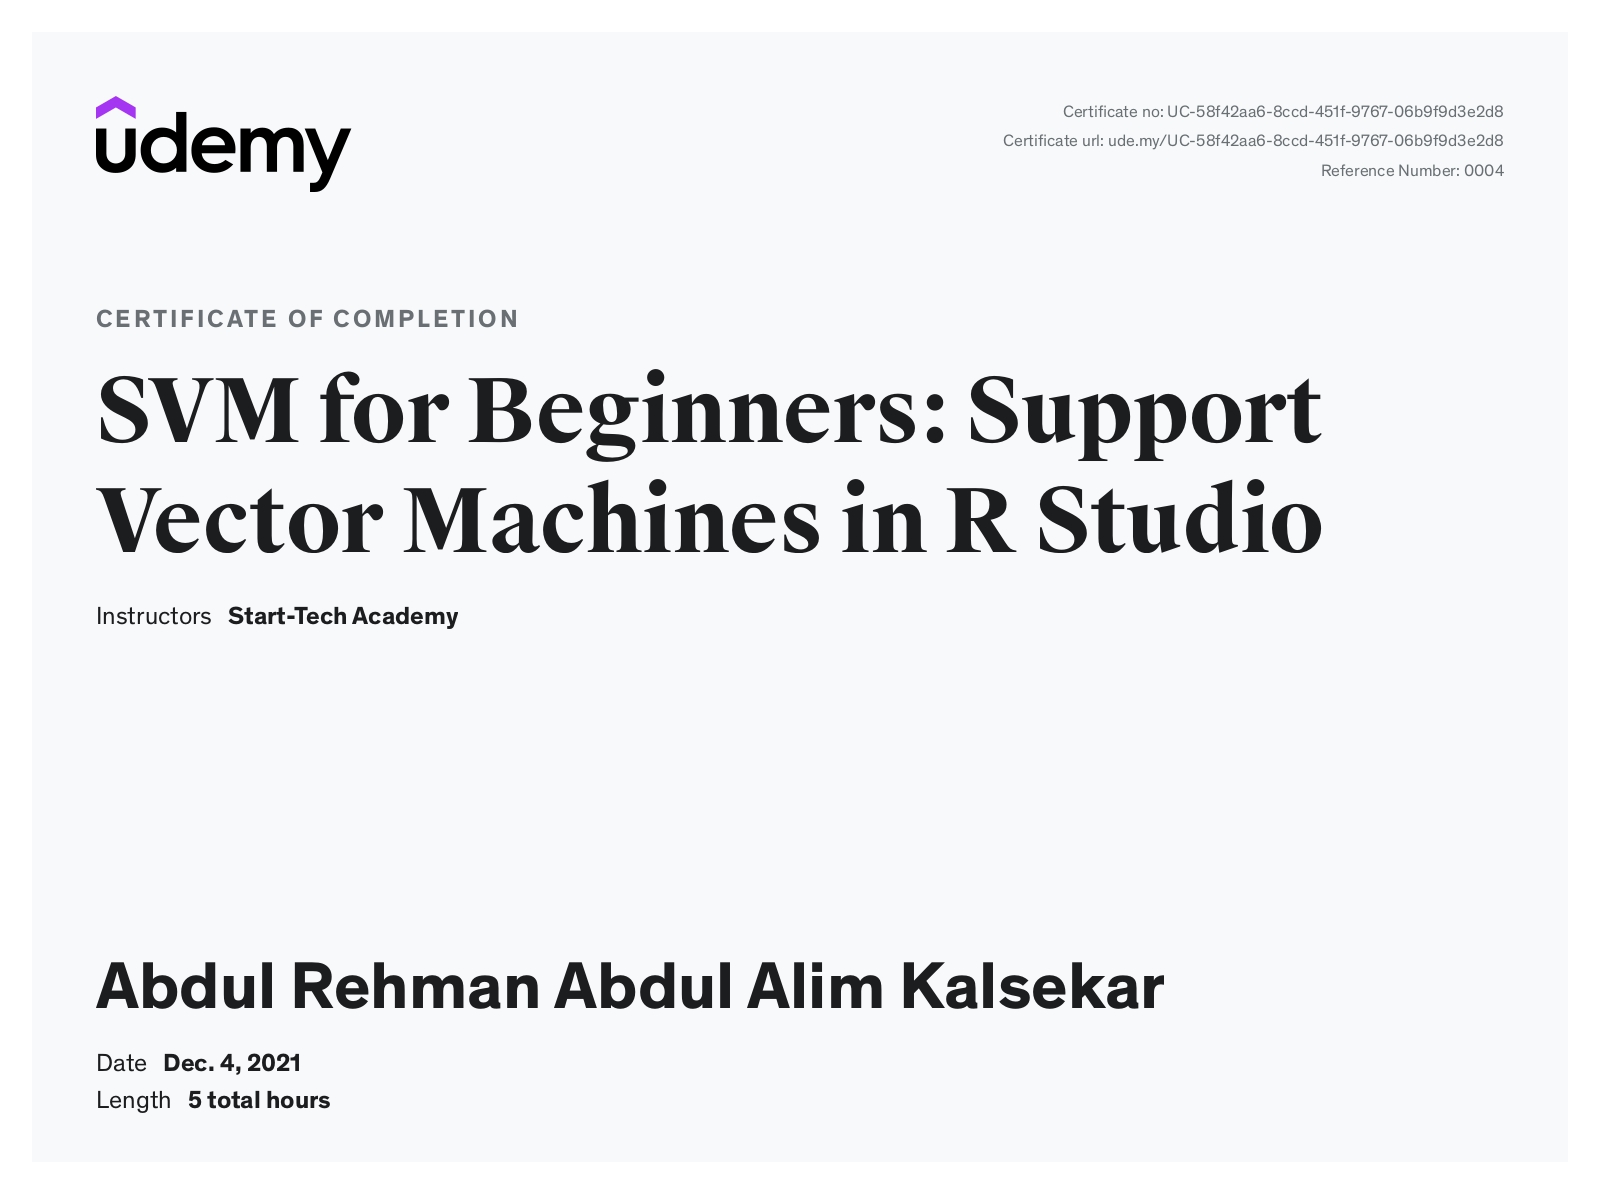 udemy
Certificate no: UC-58f42aa6-8ccd-451f-9767-06b9f9d3e2d8
Certificate url: ude.my/UC-58f42aa6-8ccd-451f-9767-06b9f9d3e2d8
Reference Number: 0004
CERTIFICATE OF COMPLETION
SVM for Beginners: Support
Vector Machines in R Studio
Instructors Start-Tech Academy
Abdul Rehman Abdul Alim Kalsekar
Date Dec. 4, 2021
Length 5 total hours